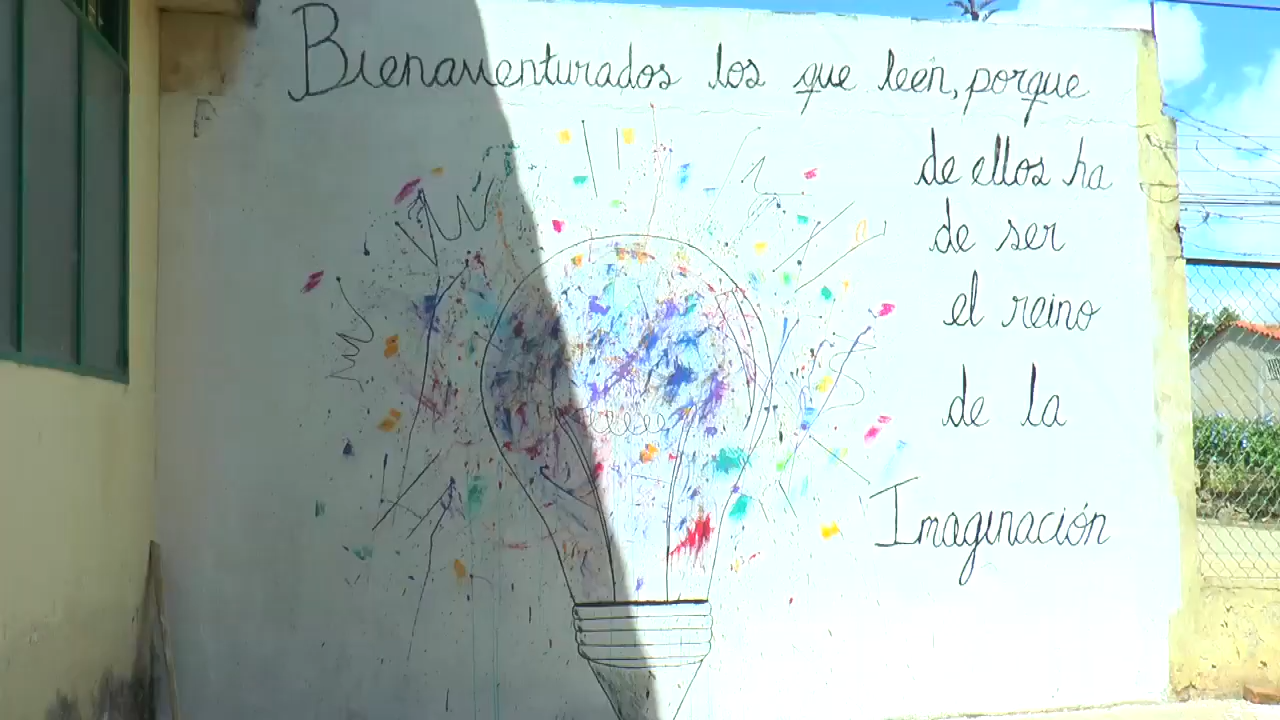 Bienaventurados los que leen, porque
de ellos ha
de ser
el reino
de la
Imaginación